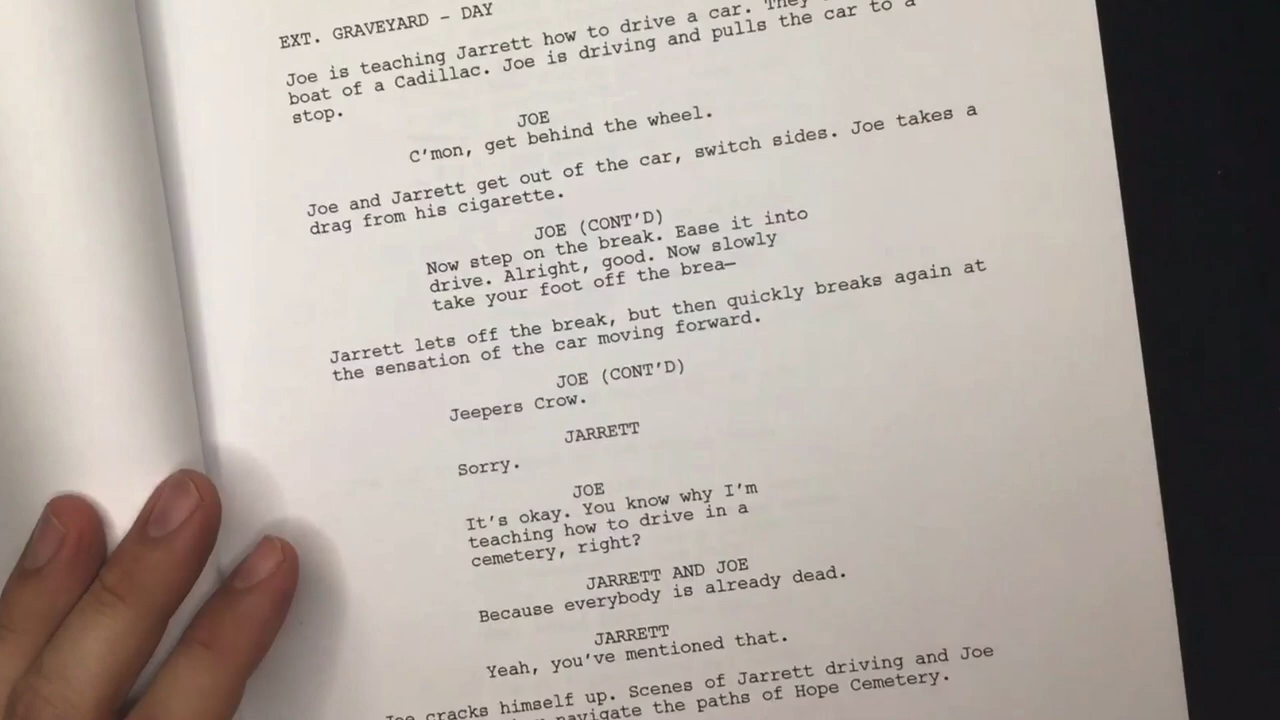 EXT. GRAVEYARD - DAY
Joe is teaching Jarrett how to drive a car. They
boat of a Cadillac. Joe is driving and pulls the car to a
stop.
JOE
C'mon, get behind the wheel.
Joe and Jarrett get out of the car, switch sides. Joe takes a
drag from his cigarette.
JOE (CONT'D)
Now step on the break. Ease it into
drive. Alright, good. Now slowly
take your foot off the brea—
Jarrett lets off the break, but then quickly breaks again at
the sensation of the car moving forward.
JOE (CONT'D)
Jeepers Crow.
JARRETT
Sorry.
JOE
It's okay. You know why I'm
teaching how to drive in a
cemetery, right?
JARRETT AND JOE
Because everybody is already dead.
JARRETT
Yeah, you've mentioned that.
Joe cracks himself up. Scenes of Jarrett driving and Joe
navigate the paths of Hope Cemetery.